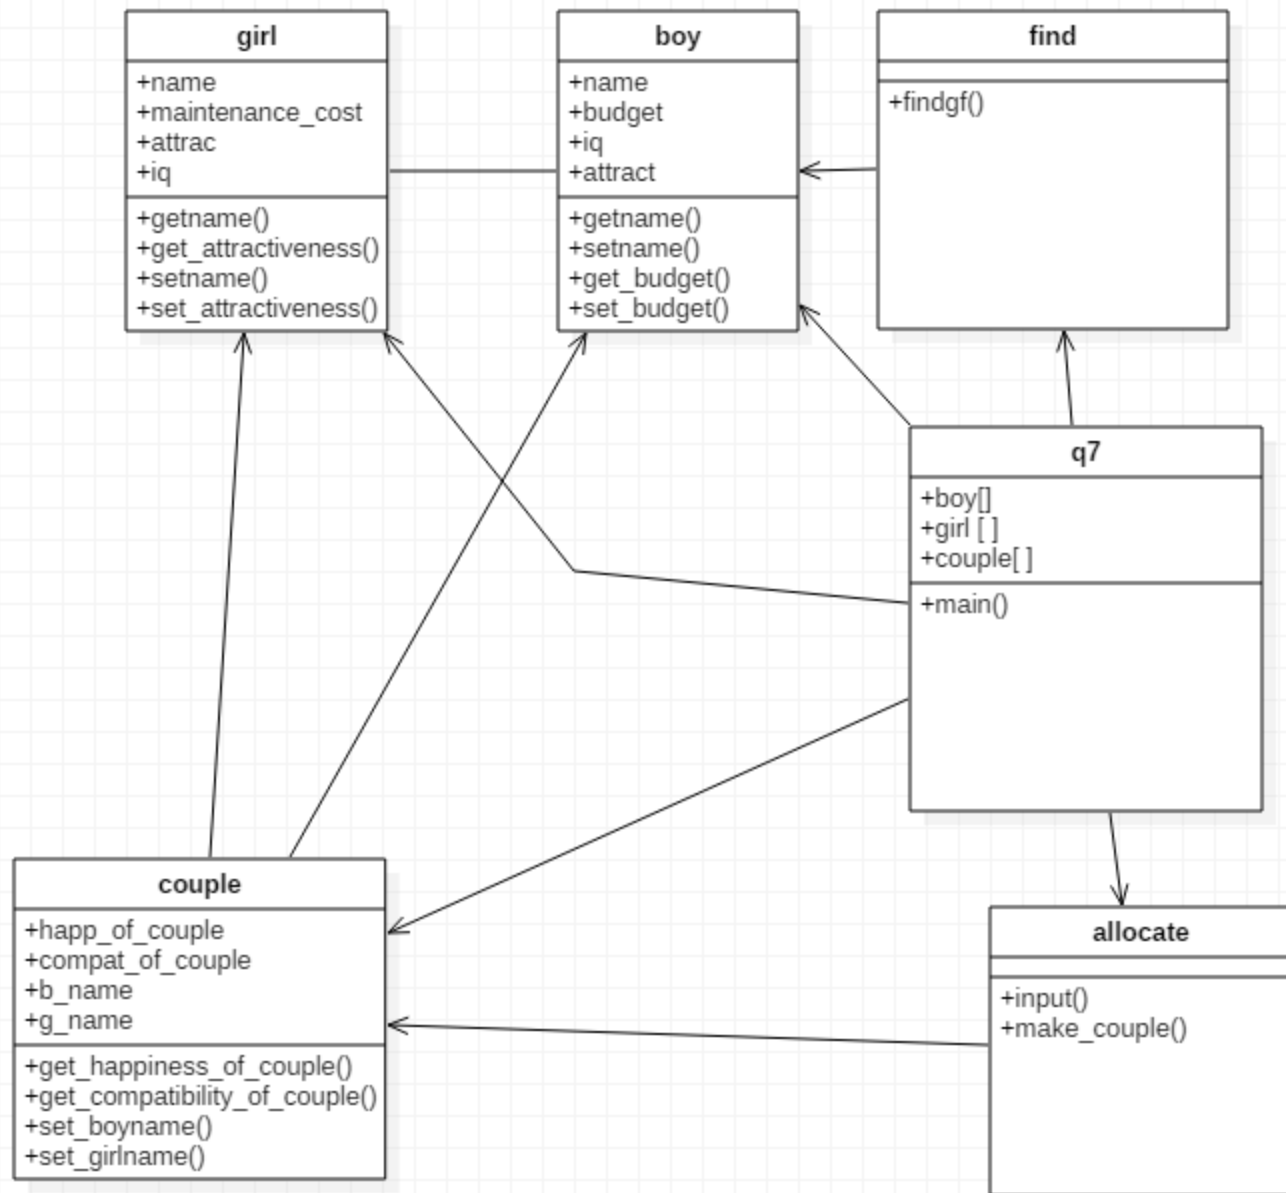 girl
+name
+maintenance_cost
+attrac
+iq
+getname()
+get_attractiveness()
+setname()
+set_attractiveness()
boy
+name
+budget
+iq
+attract
+getname()
+setname()
+get_budget()
+set_budget()
find
+findgf()
q7
+boy[]
+girl [ ]
+couple[ ]
+main()
couple
+happ_of_couple
+compat_of_couple
+b_name
+g_name
+get_happiness_of_couple()
+get_compatibility_of_couple()
+set_boyname()
+set_girlname()
allocate
+input()
+make_couple()